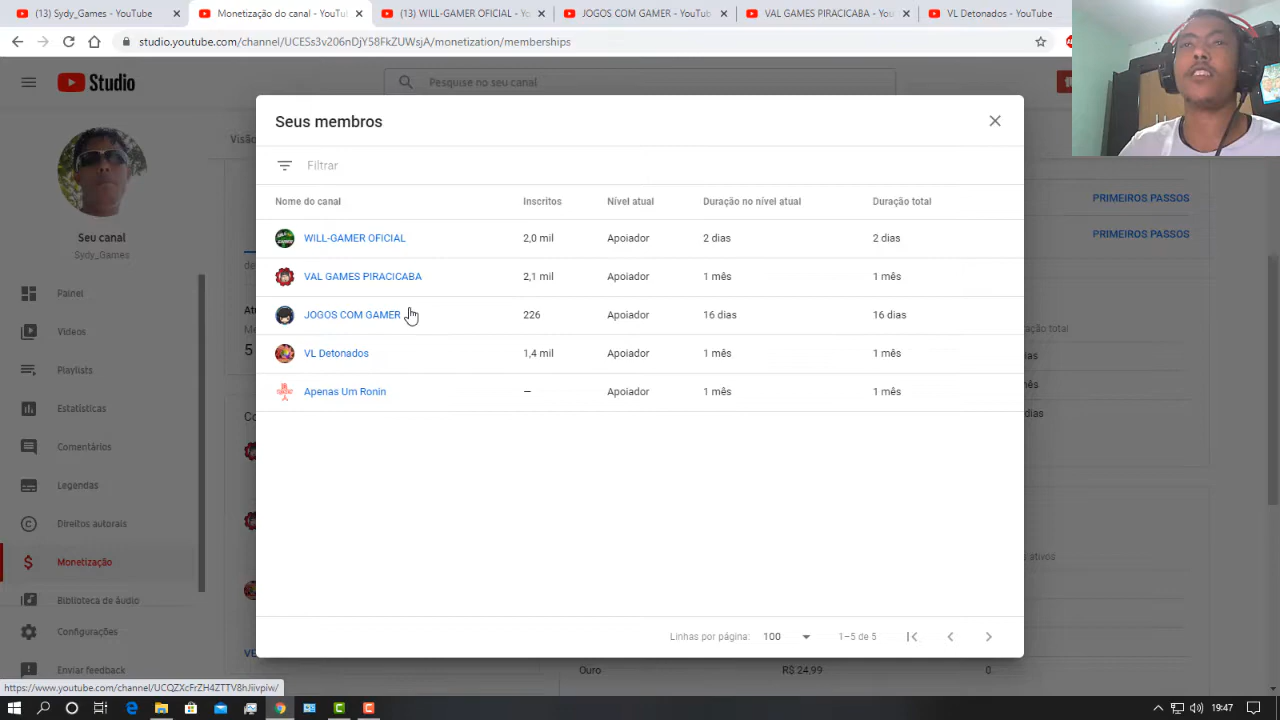 (13) Sydy_Games - YouTube
Monetização do canal - YouTube
(13) WILL-GAMER OFICIAL - YouT
JOGOS COM GAMER - YouTube
VAL GAMES PIRACICABA - You
VL Detonados - YouTube
studio.youtube.com/channel/UCESs3v206nDjY58FkZUWsjA/monetization/memberships
Studio
Pesquise no seu canal
Seu canal
Sydy_Games
Painel
Vídeos
Playlists
Estatísticas
Comentários
Legendas
Direitos autorais
Monetização
Biblioteca de áudio
Configurações
Enviar feedback
Seus membros
Filtrar
Nome do canal Inscritos Nível atual Duração no nível atual Duração total
WILL-GAMER OFICIAL 2,0 mil Apoiador 2 dias 2 dias
VAL GAMES PIRACICABA 2,1 mil Apoiador 1 mês 1 mês
JOGOS COM GAMER 226 Apoiador 16 dias 16 dias
VL Detonados 1,4 mil Apoiador 1 mês 1 mês
Apenas Um Ronin — Apoiador 1 mês 1 mês
Linhas por página: 100 1–5 de 5
PRIMEIROS PASSOS
PRIMEIROS PASSOS
Ouro R$ 24,99 0
https://www.youtube.com/channel/UCQZXcFrZH4ZTTV8hJiivpiw/
19:47